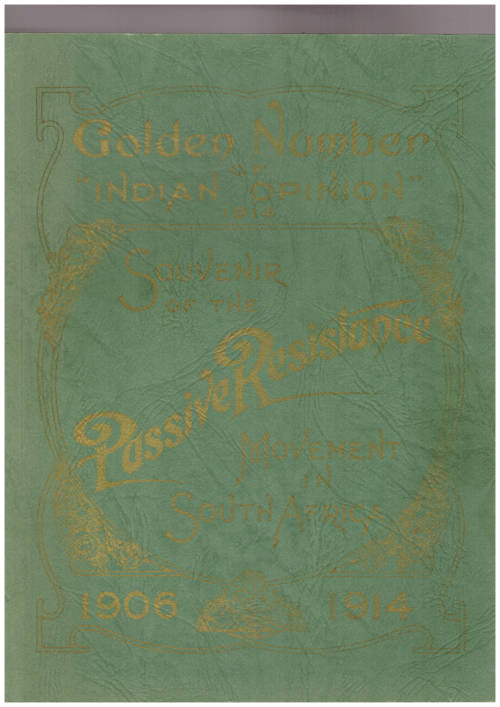 Golden Number
OF
"INDIAN OPINION"
1914
SOUVENIR
OF THE
Passive Resistance
MOVEMENT
IN
SOUTH AFRICA
1906 1914